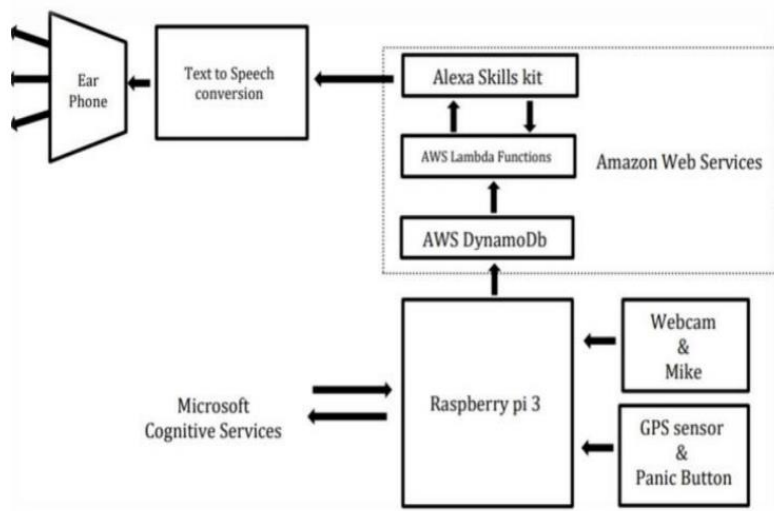 Ear
Phone
Text to Speech
conversion
Alexa Skills kit
AWS Lambda Functions
Amazon Web Services
AWS DynamoDb
Raspberry pi 3
Webcam
&
Mike
Microsoft
Cognitive Services
GPS sensor
&
Panic Button